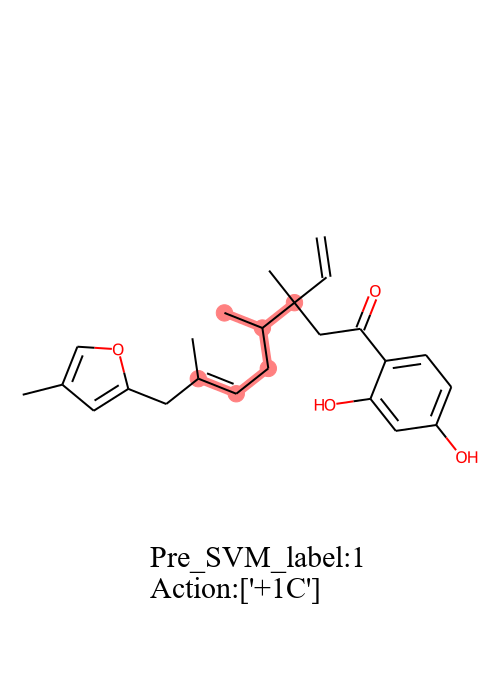 O
O
HO
OH
Pre_SVM_label:1
Action:['+1C']